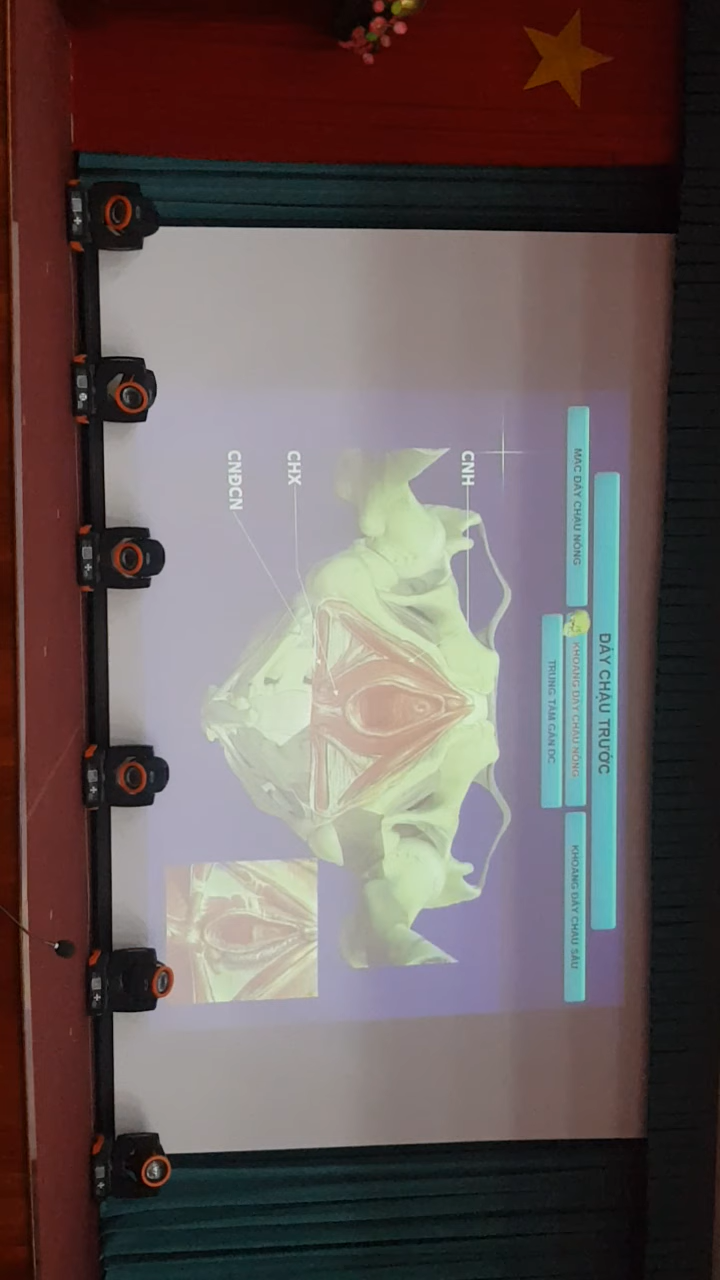 ĐÁY CHẬU TRƯỚC
MẠC ĐÁY CHẬU NÔNG
KHOANG ĐÁY CHẬU NÔNG
KHOANG ĐÁY CHẬU SÂU
TRUNG TÂM GÂN ĐC
CNH
CHX
CNĐCN